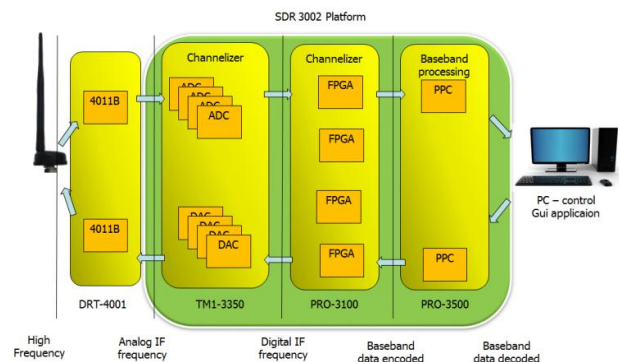 SDR 3002 Platform
Channelizer
Channelizer
Baseband
processing
4011B
ADC
ADC
ADC
ADC
FPGA
PPC
FPGA
FPGA
4011B
DAC
DAC
DAC
DAC
FPGA
PPC
PC – control
Gui applicaion
DRT-4001
TM1-3350
PRO-3100
PRO-3500
High
Frequency
Analog IF
frequency
Digital IF
frequency
Baseband
data encoded
Baseband
data decoded